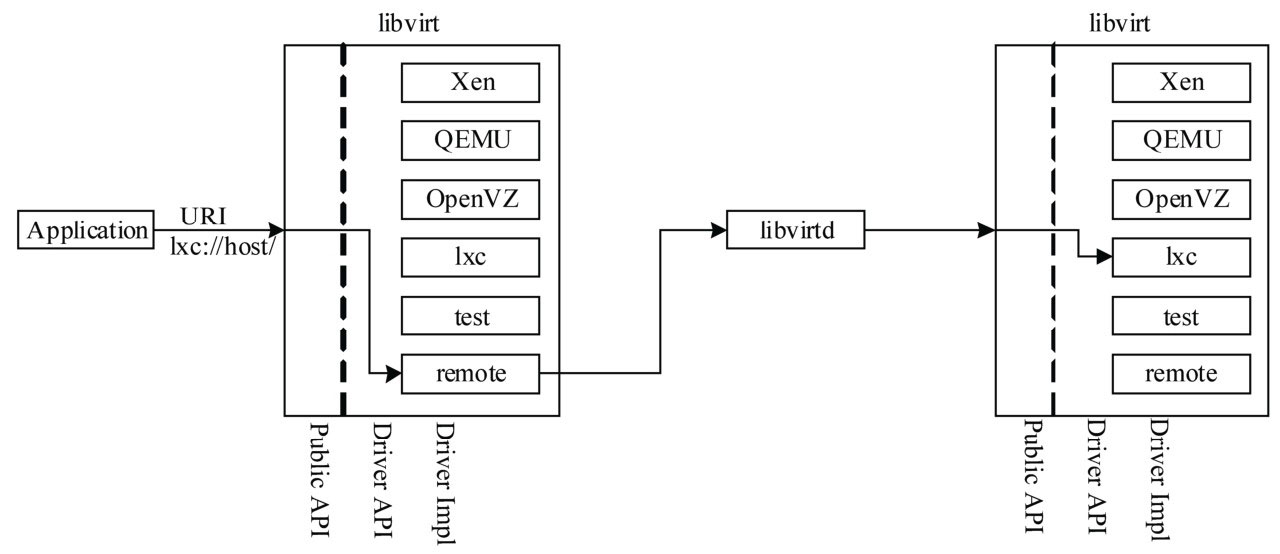 libvirt
libvirt
Xen
QEMU
OpenVZ
lxc
test
remote
Application
URI
lxc://host/
libvirtd
Xen
QEMU
OpenVZ
lxc
test
remote
Public API
Driver API
Driver Impl
Public API
Driver API
Driver Impl